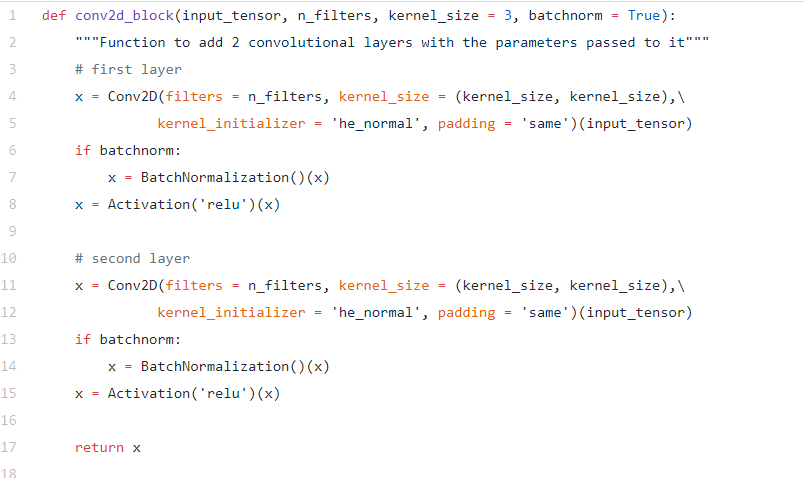 1 def conv2d_block(input_tensor, n_filters, kernel_size = 3, batchnorm = True):
2     """Function to add 2 convolutional layers with the parameters passed to it"""
3     # first layer
4     x = Conv2D(filters = n_filters, kernel_size = (kernel_size, kernel_size),\
5               kernel_initializer = 'he_normal', padding = 'same')(input_tensor)
6     if batchnorm:
7         x = BatchNormalization()(x)
8     x = Activation('relu')(x)
9
10     # second layer
11     x = Conv2D(filters = n_filters, kernel_size = (kernel_size, kernel_size),\
12               kernel_initializer = 'he_normal', padding = 'same')(input_tensor)
13     if batchnorm:
14         x = BatchNormalization()(x)
15     x = Activation('relu')(x)
16
17     return x
18